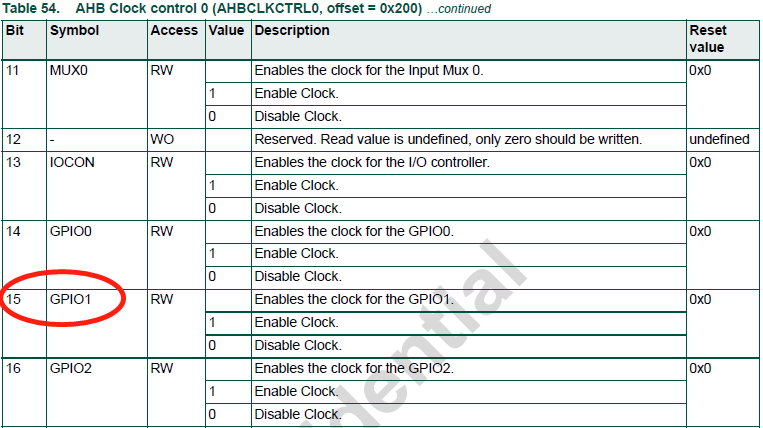 Table 54. AHB Clock control 0 (AHBCLKCTRL0, offset = 0x200) …continued
Bit Symbol Access Value Description Reset value
11 MUX0 RW Enables the clock for the Input Mux 0. 0x0
1 Enable Clock.
0 Disable Clock.
12 - WO Reserved. Read value is undefined, only zero should be written. undefined
13 IOCON RW Enables the clock for the I/O controller. 0x0
1 Enable Clock.
0 Disable Clock.
14 GPIO0 RW Enables the clock for the GPIO0. 0x0
1 Enable Clock.
0 Disable Clock.
15 GPIO1 RW Enables the clock for the GPIO1. 0x0
1 Enable Clock.
0 Disable Clock.
16 GPIO2 RW Enables the clock for the GPIO2. 0x0
1 Enable Clock.
0 Disable Clock.